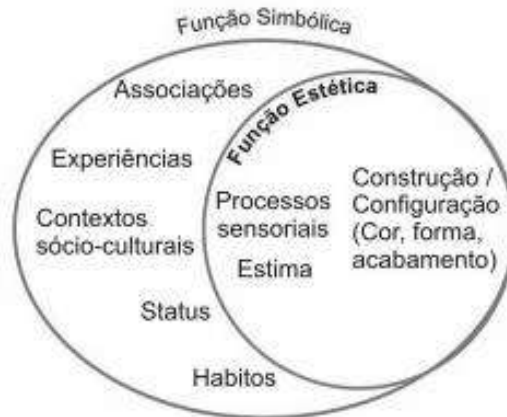 Função Simbólica
Associações
Função Estética
Experiências
Construção /
Configuração
(Cor, forma,
acabamento)
Processos
sensoriais
Contextos
sócio-culturais
Estima
Status
Habitos